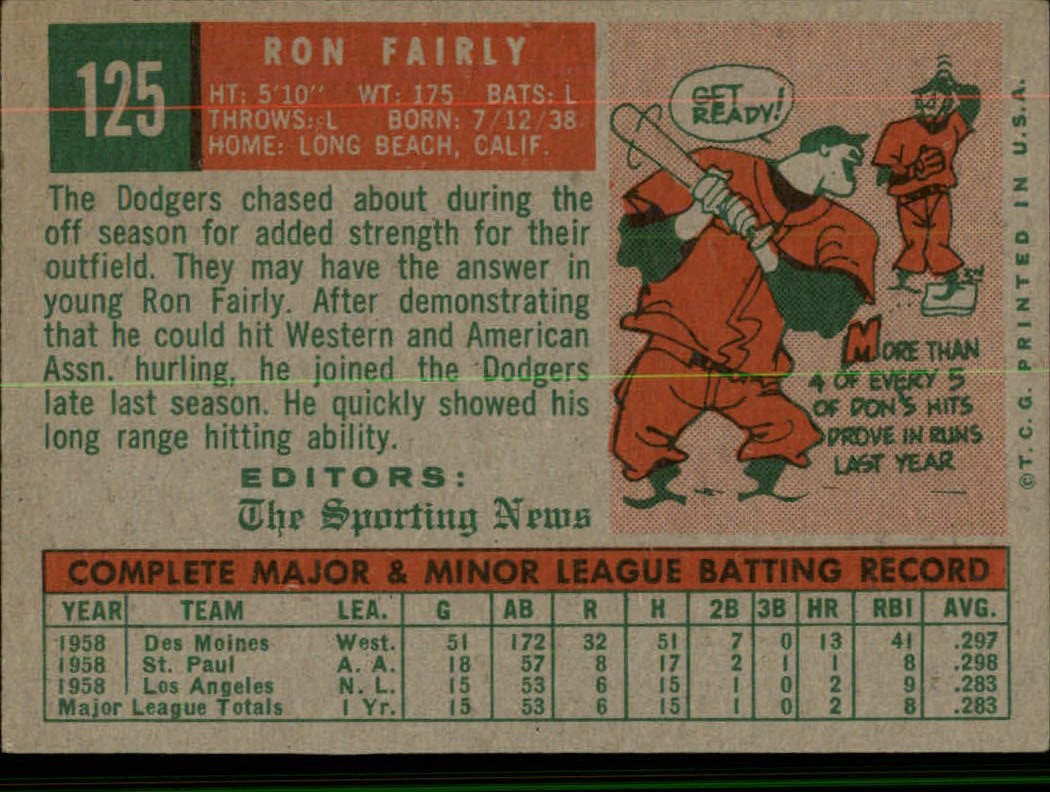 125
RON FAIRLY
HT: 5'10" WT: 175 BATS: L
THROWS: L BORN: 7/12/38
HOME: LONG BEACH, CALIF.
The Dodgers chased about during the
off season for added strength for their
outfield. They may have the answer in
young Ron Fairly. After demonstrating
that he could hit Western and American
Assn. hurling, he joined the Dodgers
late last season. He quickly showed his
long range hitting ability.
EDITORS:
The Sporting News
GET
READY!
3RD
MORE THAN
4 OF EVERY 5
OF DON'S HITS
DROVE IN RUNS
LAST YEAR
© T. C. G. PRINTED IN U.S.A.
COMPLETE MAJOR & MINOR LEAGUE BATTING RECORD
YEAR TEAM LEA. G AB R H 2B 3B HR RBI AVG.
1958 Des Moines West. 51 172 32 51 7 0 13 41 .297
1958 St. Paul A. A. 18 57 8 17 2 1 1 8 .298
1958 Los Angeles N. L. 15 53 6 15 1 0 2 9 .283
Major League Totals 1 Yr. 15 53 6 15 1 0 2 8 .283